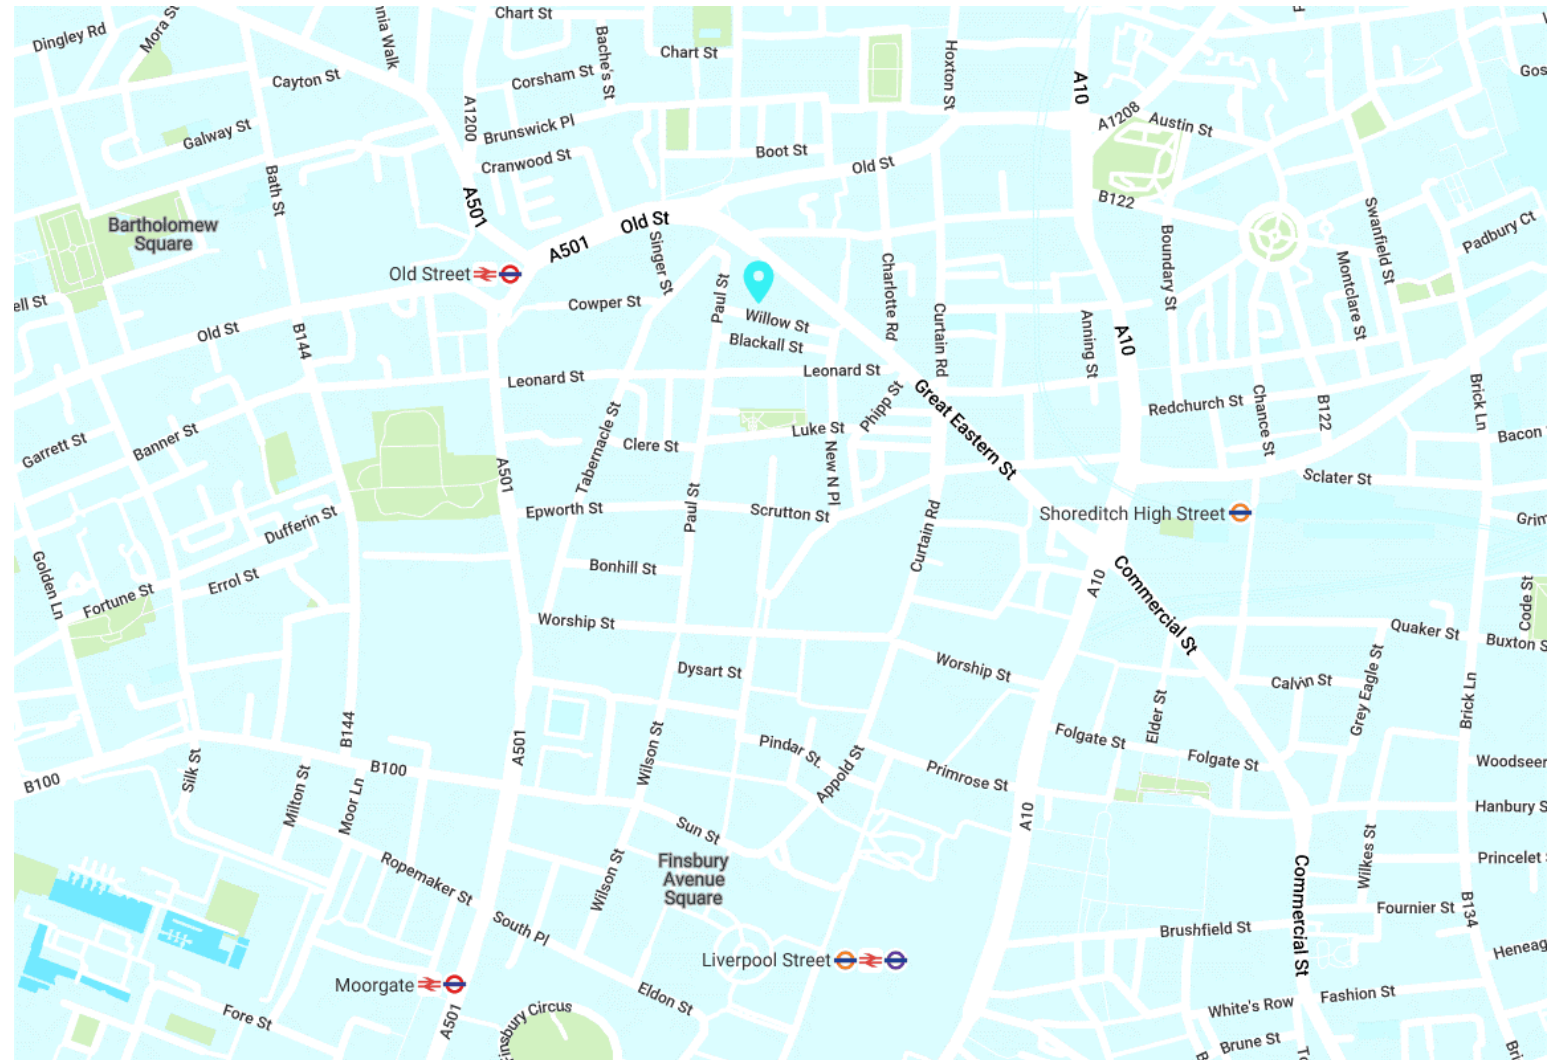 Dingley Rd
Mora St
Chart St
Bache's St
Chart St
Hoxton St
A10
Cayton St
Corsham St
A1200
Galway St
Brunswick Pl
Cranwood St
Boot St
Old St
A1208
Austin St
Bath St
A501
B122
Bartholomew
Square
Old St
A501
Singer St
Swanfield St
Padbury Ct
Old Street
Paul St
Charlotte Rd
Boundary St
Montclare St
Cowper St
Willow St
Blackall St
Curtain Rd
Anning St
A10
Old St
B144
Leonard St
Leonard St
Phipp St
Great Eastern St
Redchurch St
Chance St
B122
Brick Ln
Garrett St
Banner St
Tabernacle St
Clere St
Luke St
New N Pl
Bacon
A501
Sclater St
Dufferin St
Epworth St
Paul St
Scrutton St
Curtain Rd
Shoreditch High Street
Golden Ln
Fortune St
Errol St
Bonhill St
A10
Commercial St
Code St
Worship St
Quaker St
Buxton S
Dysart St
Worship St
Calvin St
Grey Eagle St
Brick Ln
Elder St
B144
A501
Wilson St
Pindar St
Appold St
Folgate St
Folgate St
Woodseer
B100
Silk St
B100
Milton St
Moor Ln
Primrose St
A10
Hanbury S
Sun St
Finsbury
Avenue
Square
Ropemaker St
Wilson St
Commercial St
Wilkes St
Princelet
South Pl
Brushfield St
Fournier St
B134
Heneag
Liverpool Street
Moorgate
Eldon St
Fore St
A501
insbury Circus
White's Row
Fashion St
Brune St